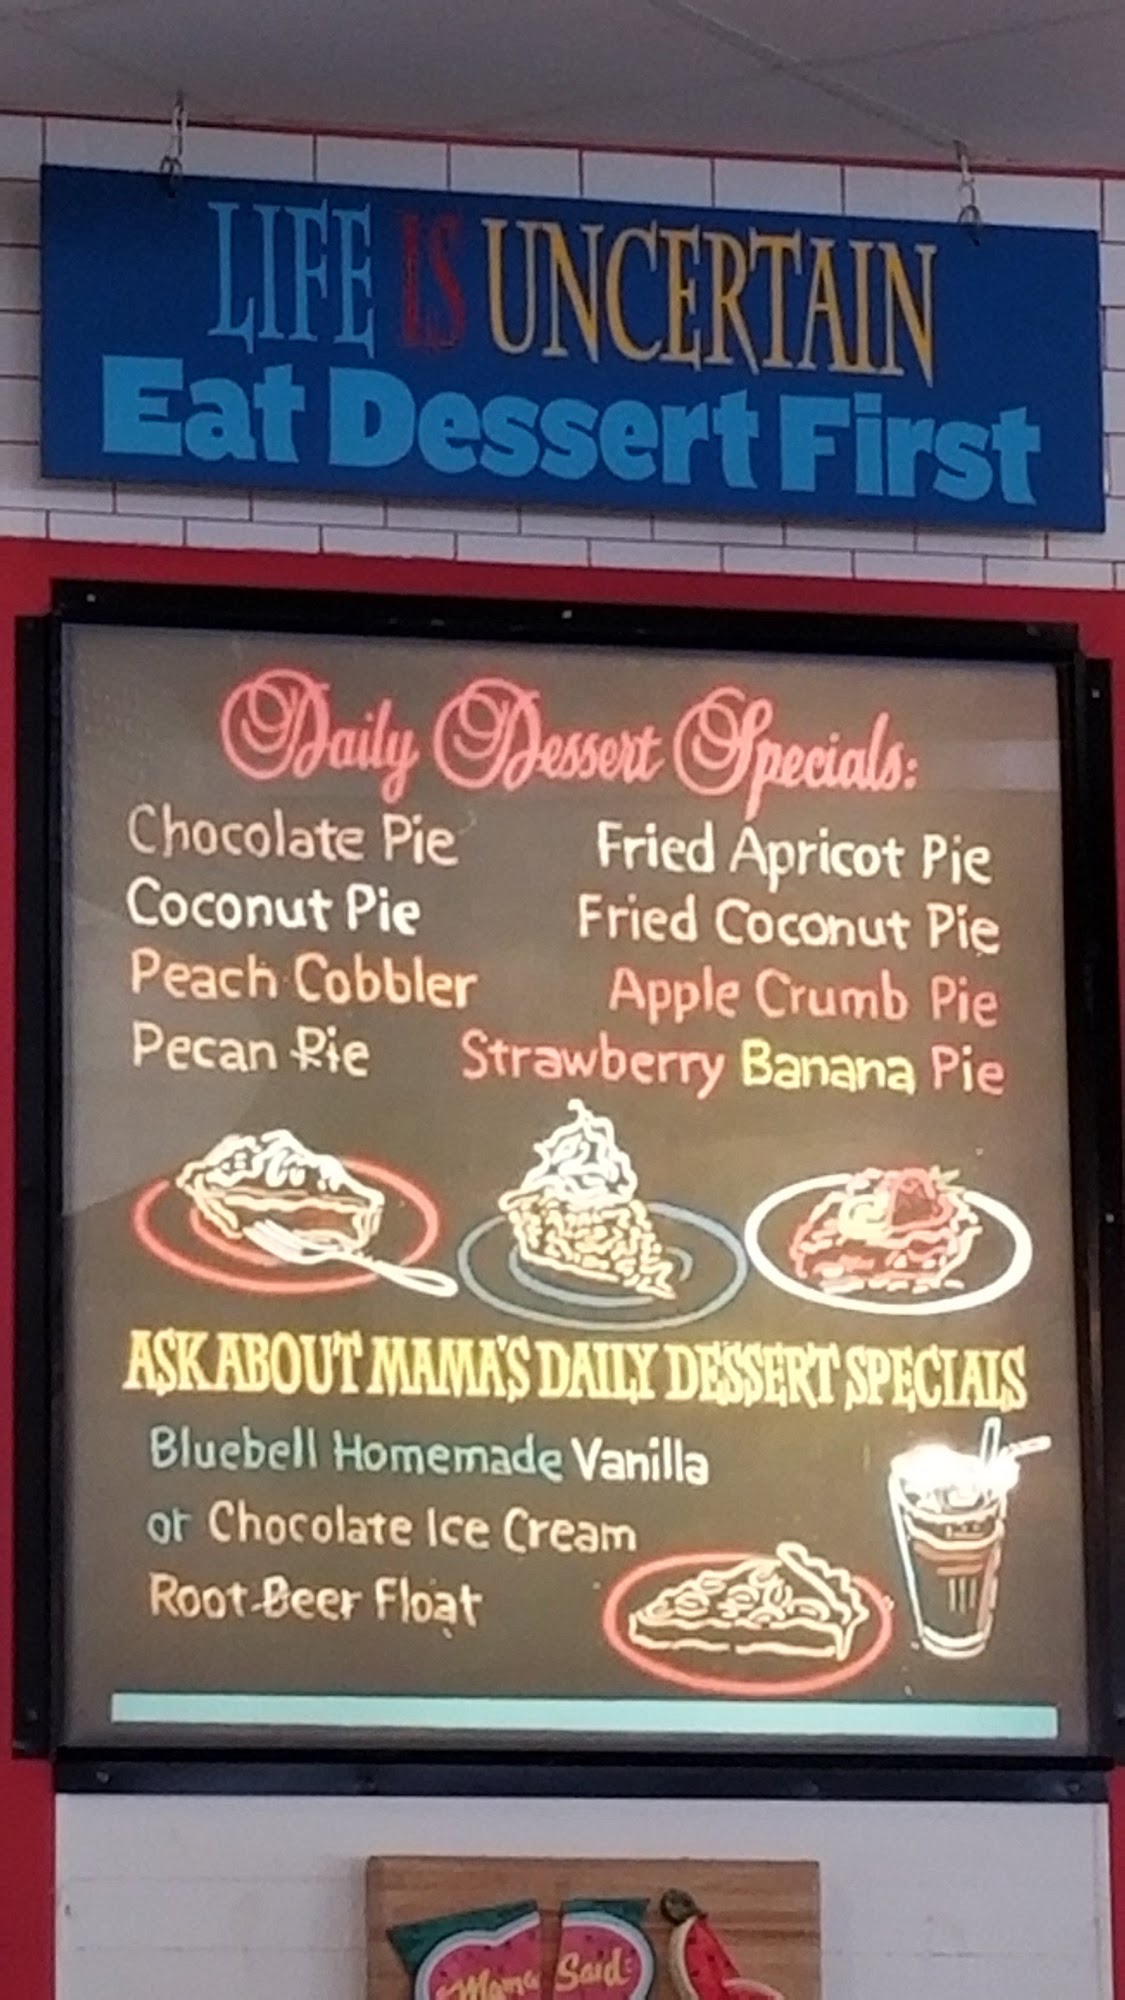 LIFE IS UNCERTAIN
Eat Dessert First
Daily Dessert Specials:
Chocolate Pie
Coconut Pie
Peach Cobbler
Pecan Pie
Fried Apricot Pie
Fried Coconut Pie
Apple Crumb Pie
Strawberry Banana Pie
ASK ABOUT MAMA'S DAILY DESSERT SPECIALS
Bluebell Homemade Vanilla
or Chocolate Ice Cream
Root Beer Float
Mama Said: